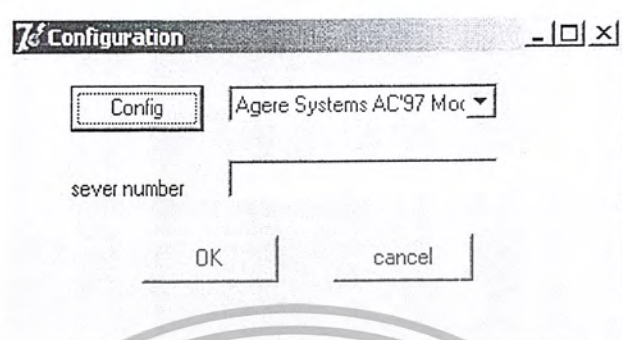 Configuration
Config
Agere Systems AC'97 Moc
sever number
OK
cancel